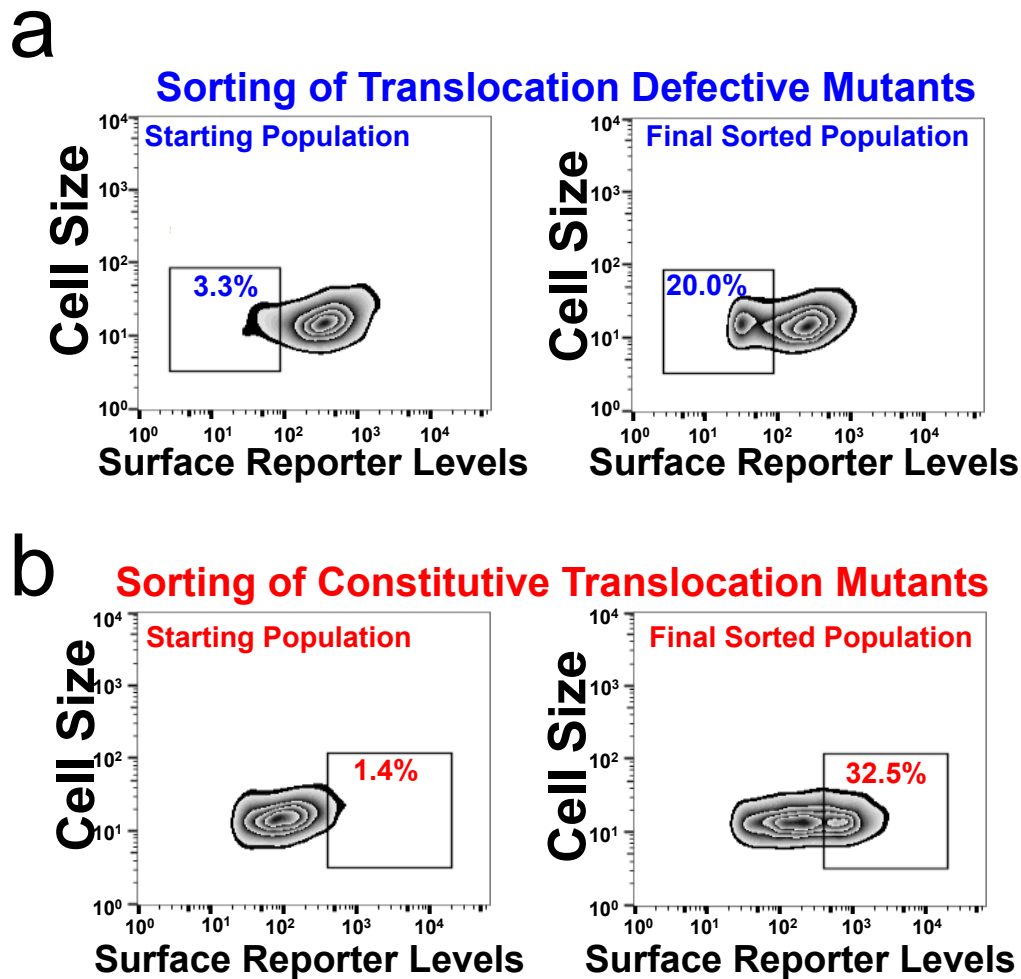 a
Sorting of Translocation Defective Mutants
Starting Population
Final Sorted Population
Cell Size
10⁴
10³
10²
10¹
10⁰
3.3%
10⁰ 10¹ 10² 10³ 10⁴
Surface Reporter Levels
Cell Size
10⁴
10³
10²
10¹
10⁰
20.0%
10⁰ 10¹ 10² 10³ 10⁴
Surface Reporter Levels
b
Sorting of Constitutive Translocation Mutants
Starting Population
Final Sorted Population
Cell Size
10⁴
10³
10²
10¹
10⁰
1.4%
10⁰ 10¹ 10² 10³ 10⁴
Surface Reporter Levels
Cell Size
10⁴
10³
10²
10¹
10⁰
32.5%
10⁰ 10¹ 10² 10³ 10⁴
Surface Reporter Levels